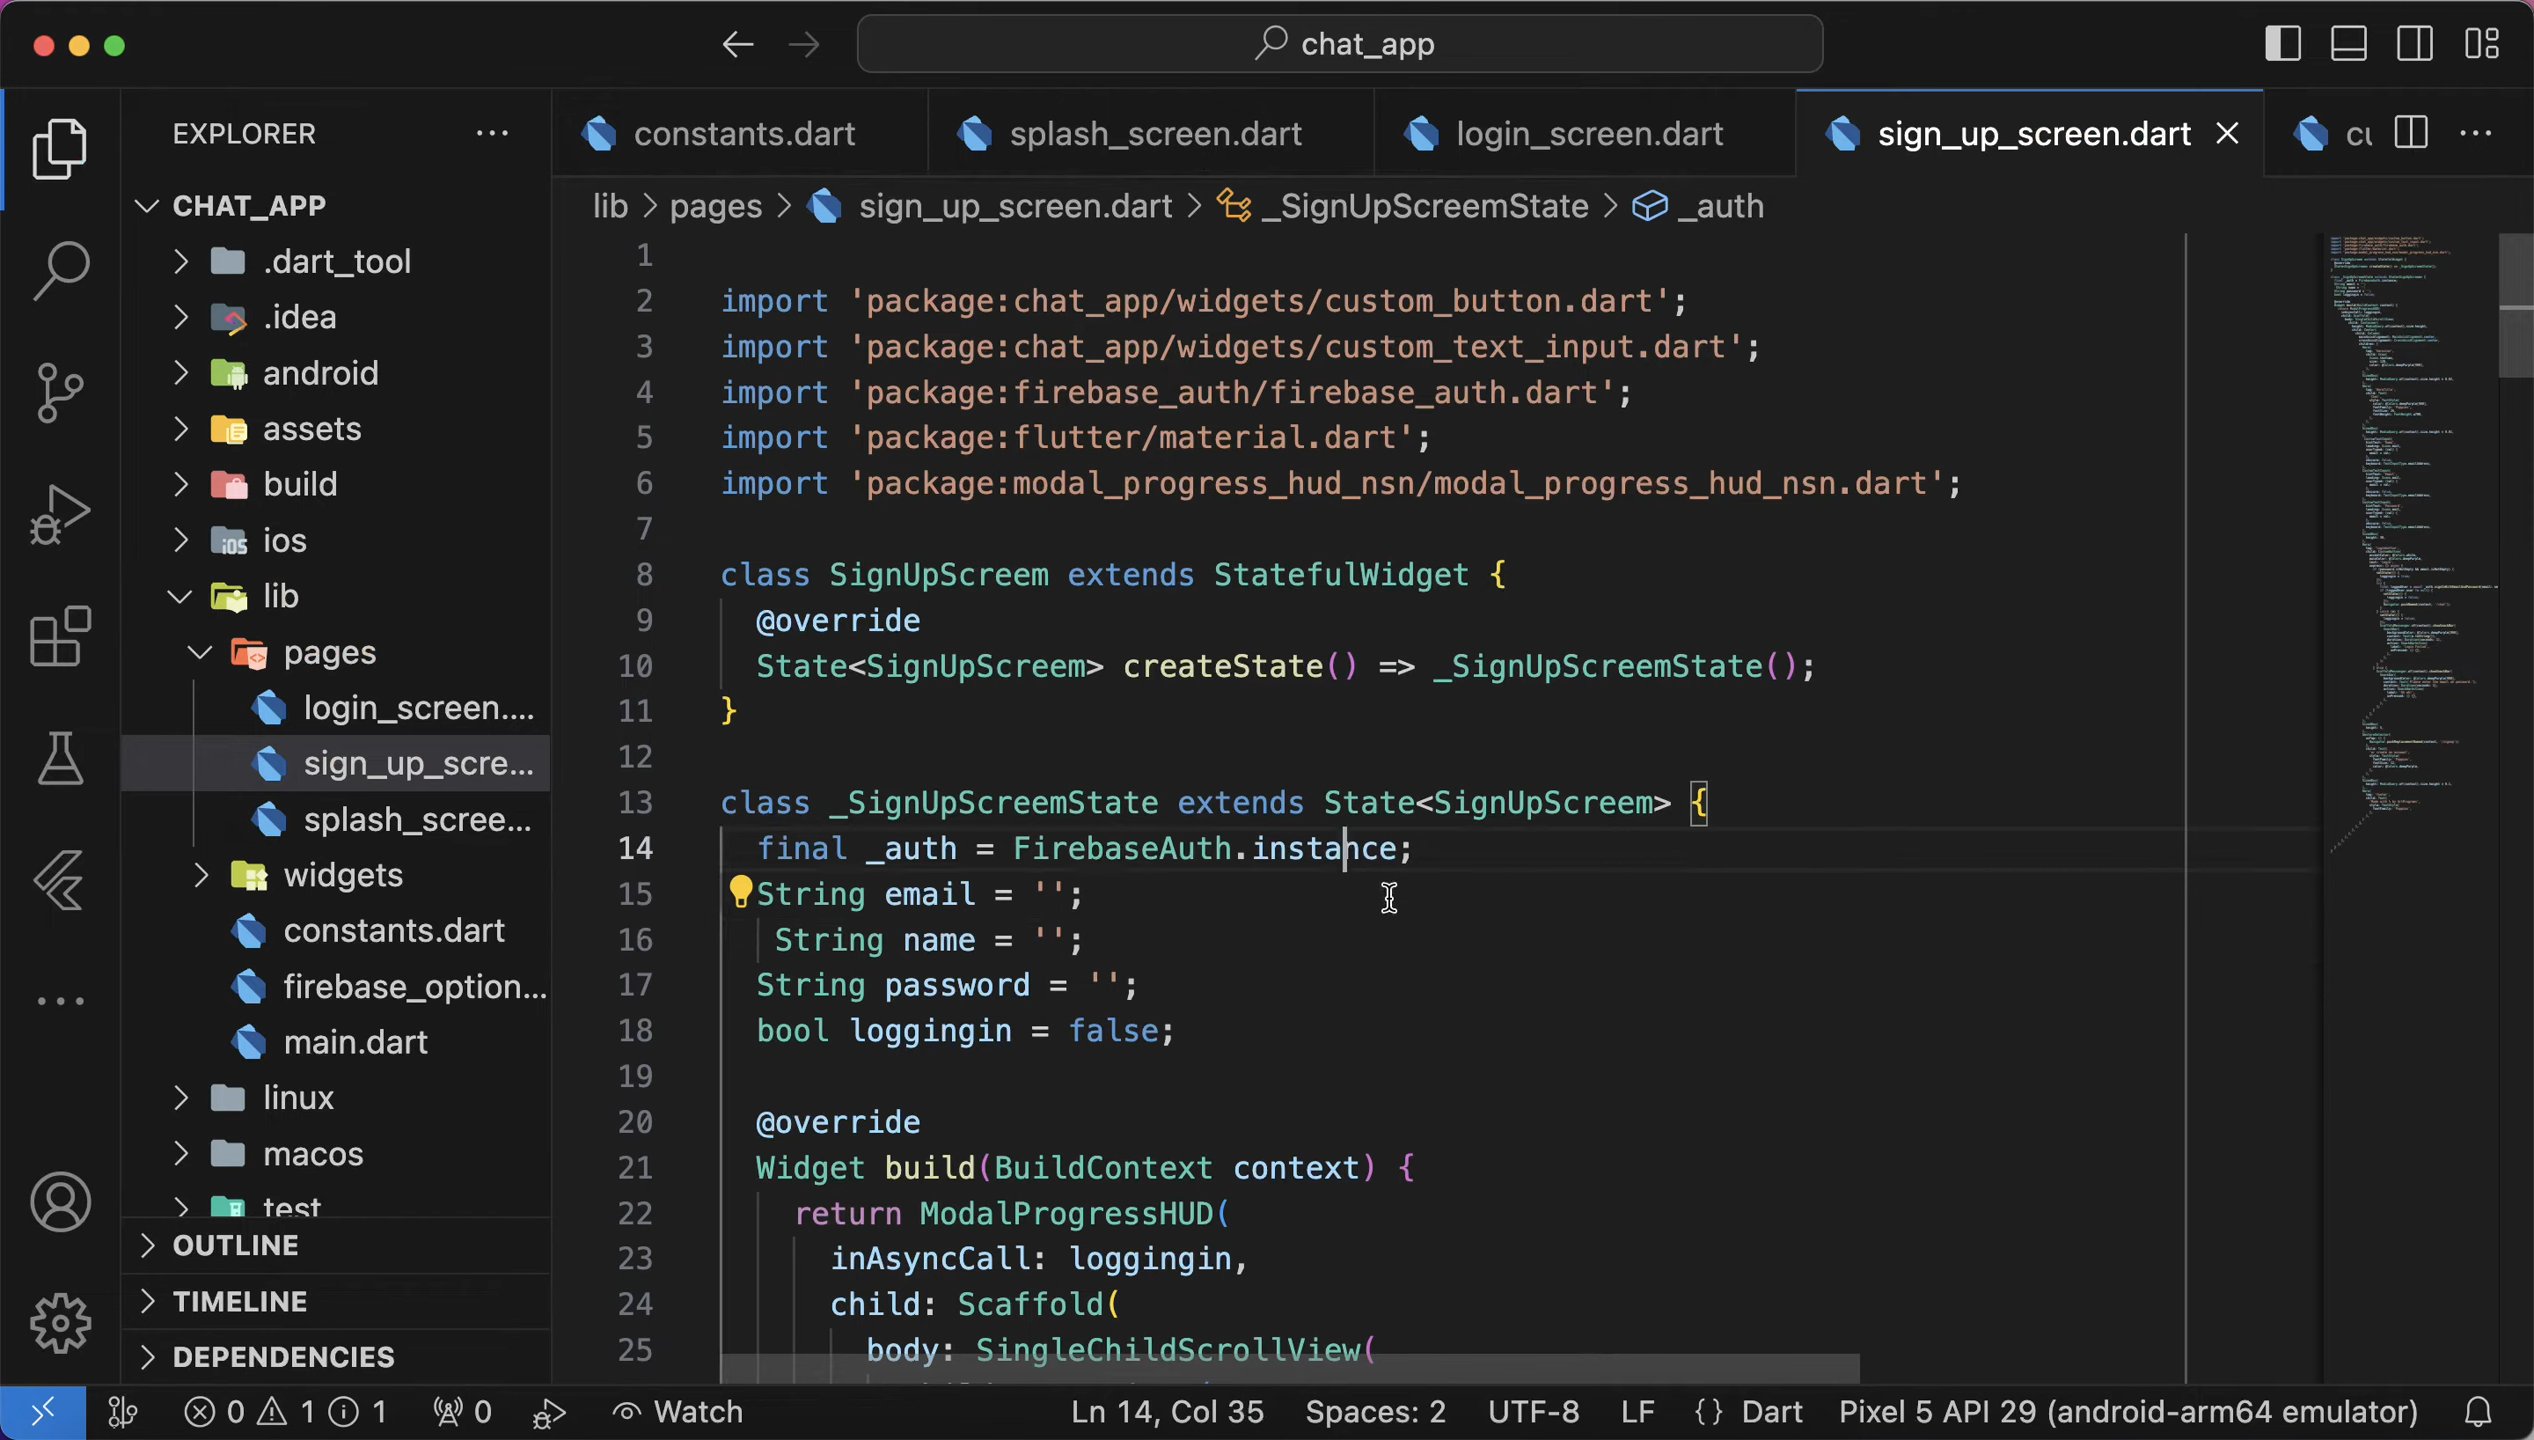 chat_app
EXPLORER
constants.dart
splash_screen.dart
login_screen.dart
sign_up_screen.dart
CHAT_APP
.dart_tool
.idea
android
assets
build
ios
lib
pages
login_screen....
sign_up_scre...
splash_scree...
widgets
constants.dart
firebase_option...
main.dart
linux
macos
test
OUTLINE
TIMELINE
DEPENDENCIES
lib > pages > sign_up_screen.dart > _SignUpScreemState > _auth
1
2 import 'package:chat_app/widgets/custom_button.dart';
3 import 'package:chat_app/widgets/custom_text_input.dart';
4 import 'package:firebase_auth/firebase_auth.dart';
5 import 'package:flutter/material.dart';
6 import 'package:modal_progress_hud_nsn/modal_progress_hud_nsn.dart';
7
8 class SignUpScreem extends StatefulWidget {
9 @override
10 State<SignUpScreem> createState() => _SignUpScreemState();
11 }
12
13 class _SignUpScreemState extends State<SignUpScreem> {
14 final _auth = FirebaseAuth.instance;
15 String email = '';
16 String name = '';
17 String password = '';
18 bool loggingin = false;
19
20 @override
21 Widget build(BuildContext context) {
22 return ModalProgressHUD(
23 inAsyncCall: loggingin,
24 child: Scaffold(
25 body: SingleChildScrollView(
0 1 1 0 Watch Ln 14, Col 35 Spaces: 2 UTF-8 LF {} Dart Pixel 5 API 29 (android-arm64 emulator)